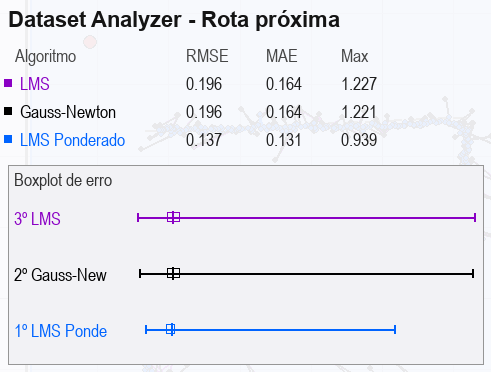 Dataset Analyzer - Rota próxima
Algoritmo RMSE MAE Max
LMS 0.196 0.164 1.227
Gauss-Newton 0.196 0.164 1.221
LMS Ponderado 0.137 0.131 0.939
Boxplot de erro
3º LMS
2º Gauss-New
1º LMS Ponde